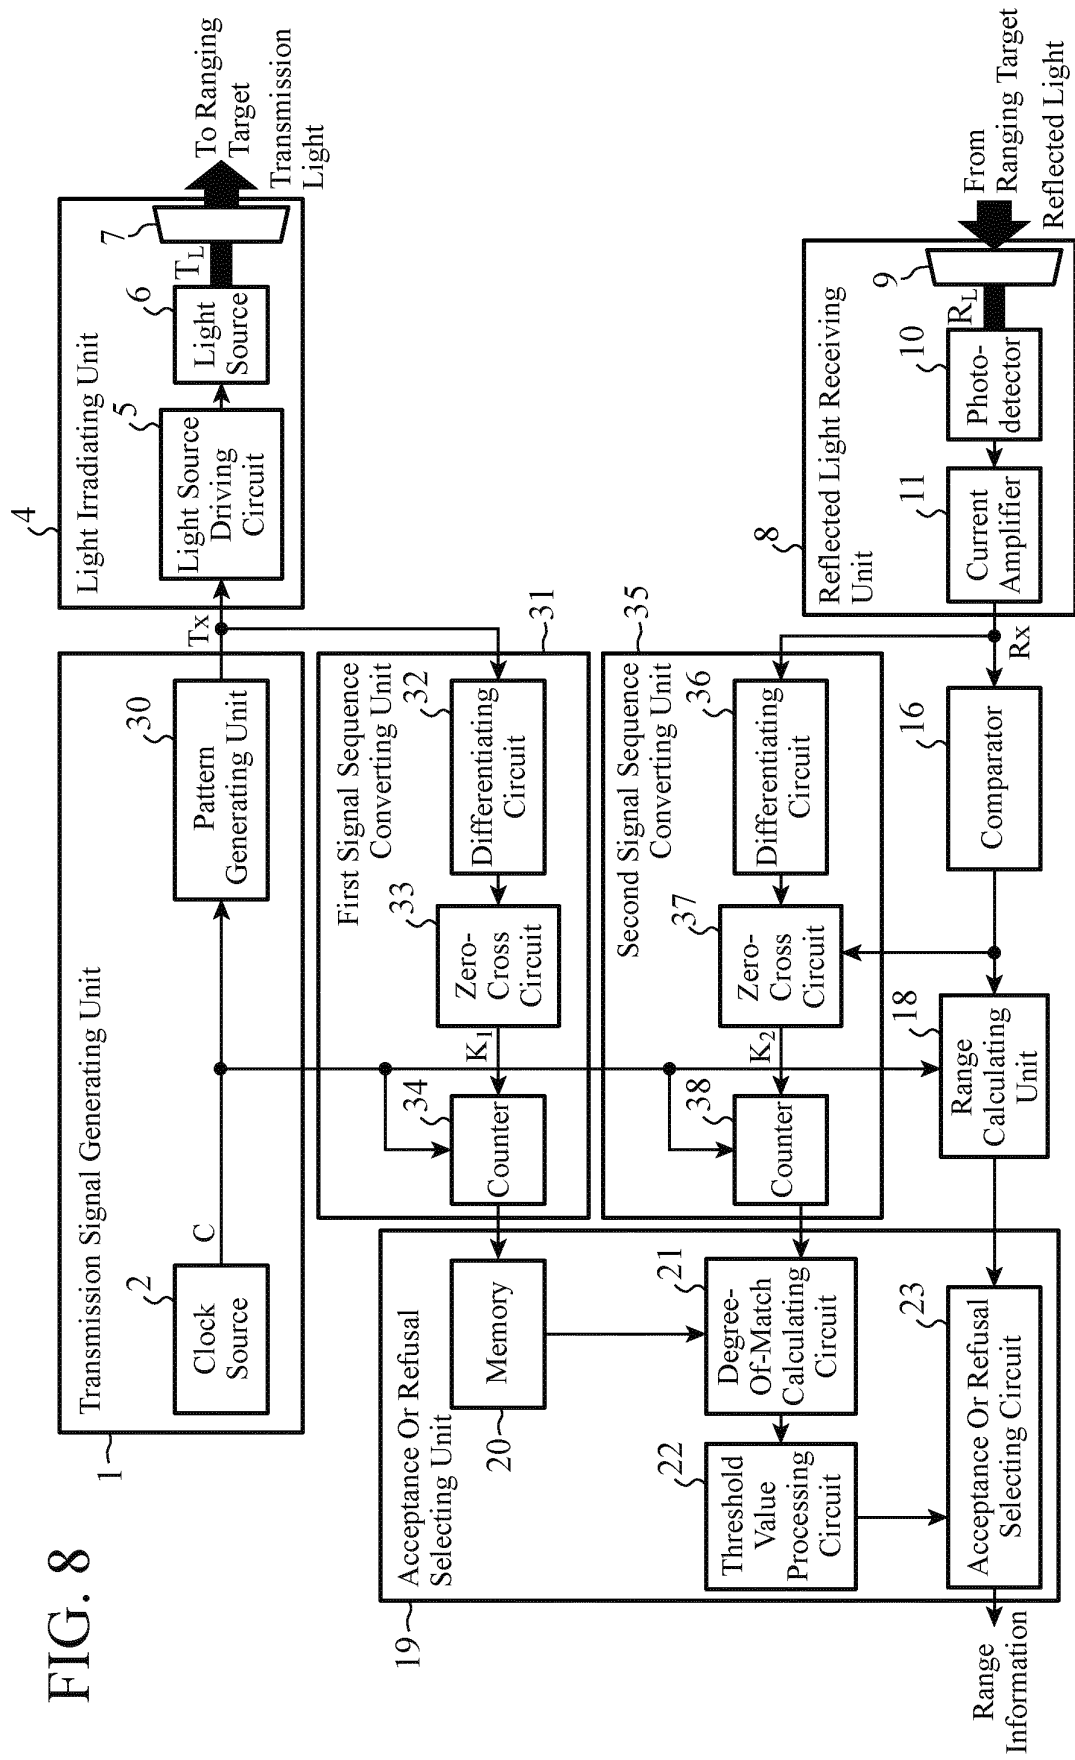 FIG. 8
1
Transmission Signal Generating Unit
2
Clock
Source
C
30
Pattern
Generating Unit
Tx
4
Light Irradiating Unit
5
Light Source
Driving
Circuit
6
Light
Source
TL
7
To Ranging
Target
Transmission
Light
31
First Signal Sequence
Converting Unit
32
Differentiating
Circuit
33
Zero-
Cross
Circuit
K1
34
Counter
35
Second Signal Sequence
Converting Unit
36
Differentiating
Circuit
37
Zero-
Cross
Circuit
K2
38
Counter
8
Reflected Light Receiving
Unit
9
RL
10
Photo-
detector
11
Current
Amplifier
From
Ranging Target
Reflected Light
Rx
16
Comparator
18
Range
Calculating
Unit
19
Acceptance Or Refusal
Selecting Unit
20
Memory
21
Degree-
Of-Match
Calculating
Circuit
22
Threshold
Value
Processing
Circuit
23
Acceptance Or Refusal
Selecting Circuit
Range
Information